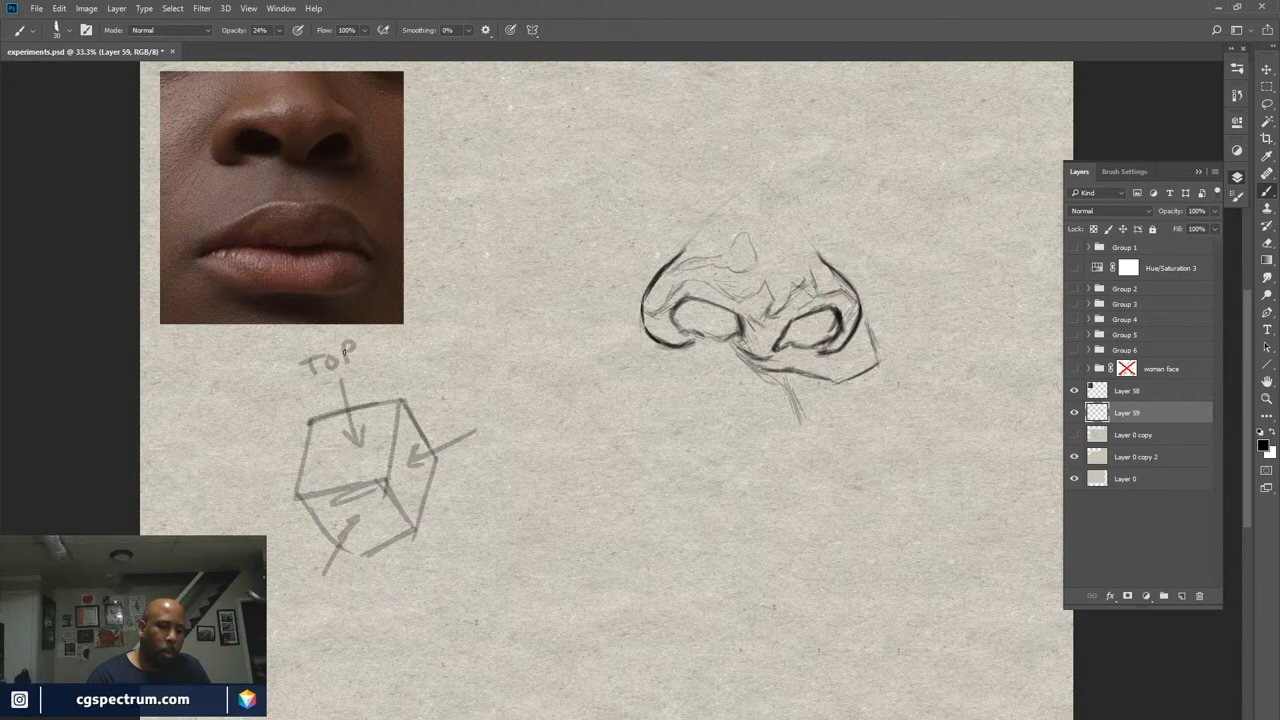 Ps File Edit Image Layer Type Select Filter 3D View Window Help
30 Mode: Normal Opacity: 24% Flow: 100% Smoothing: 0%
experiments.psd @ 33.3% (Layer 59, RGB/8) *
Layers Brush Settings
Kind
Normal Opacity: 100%
Lock: Fill: 100%
Group 1
Hue/Saturation 3
Group 2
Group 3
Group 4
Group 5
Group 6
woman face
Layer 58
Layer 59
Layer 0 copy
Layer 0 copy 2
Layer 0
fx
TOP
cgspectrum.com